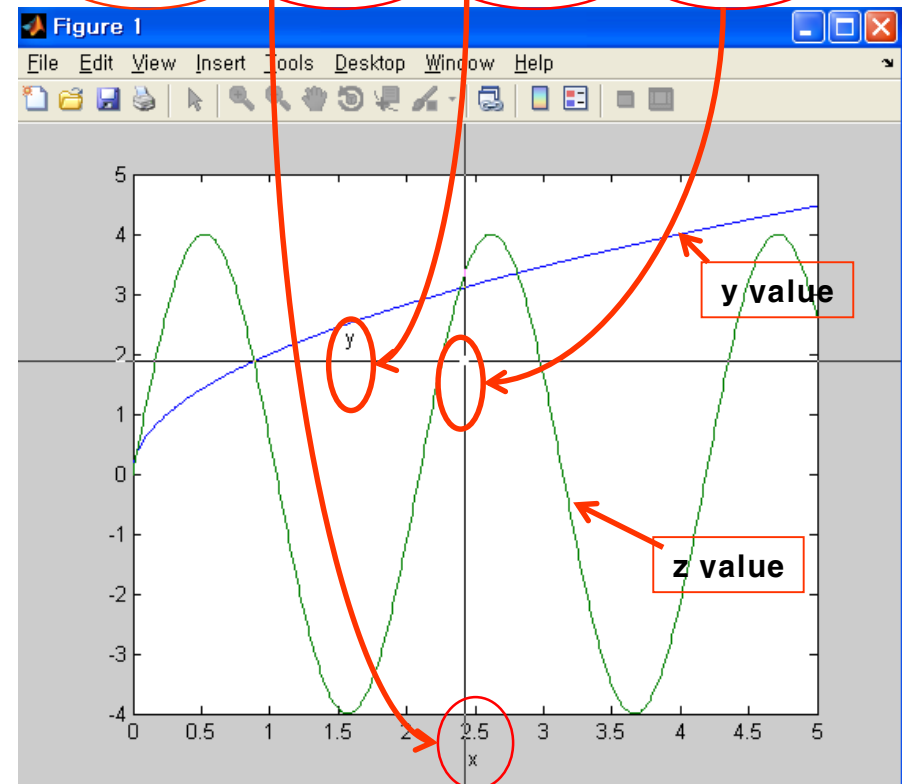 Figure 1
File Edit View Insert Tools Desktop Window Help
5
4
3
2
1
0
-1
-2
-3
-4
y
y value
z value
0 0.5 1 1.5 2 2.5 3 3.5 4 4.5 5
x